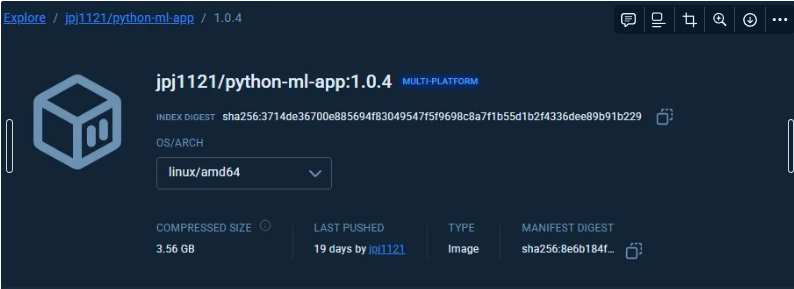 Explore / jpj1121/python-ml-app / 1.0.4
jpj1121/python-ml-app:1.0.4 MULTI-PLATFORM
INDEX DIGEST sha256:3714de36700e885694f83049547f5f9698c8a7f1b55d1b2f4336dee89b91b229
OS/ARCH
linux/amd64
COMPRESSED SIZE LAST PUSHED TYPE MANIFEST DIGEST
3.56 GB 19 days by jpj1121 Image sha256:8e6b184f...